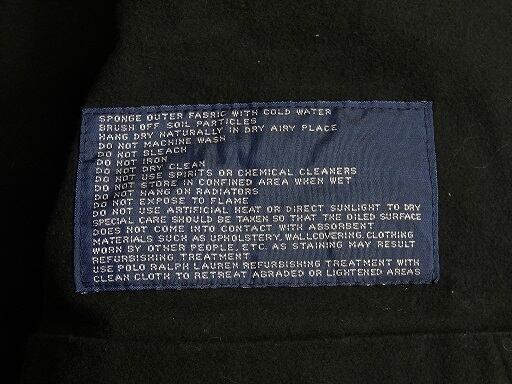 SPONGE OUTER FABRIC WITH COLD WATER
BRUSH OFF SOIL PARTICLES
HANG DRY NATURALLY IN DRY AIRY PLACE
DO NOT MACHINE WASH
DO NOT BLEACH
DO NOT IRON
DO NOT DRY CLEAN
DO NOT USE SPIRITS OR CHEMICAL CLEANERS
DO NOT STORE IN CONFINED AREA WHEN WET
DO NOT HANG ON RADIATORS
DO NOT EXPOSE TO FLAME
DO NOT USE ARTIFICIAL HEAT OR DIRECT SUNLIGHT TO DRY
SPECIAL CARE SHOULD BE TAKEN SO THAT THE OILED SURFACE
DOES NOT COME INTO CONTACT WITH ABSORBENT
MATERIALS SUCH AS UPHOLSTERY, WALLCOVERING, CLOTHING
WORN BY OTHER PEOPLE, ETC. AS STAINING MAY RESULT
REFURBISHING TREATMENT
USE POLO RALPH LAUREN REFURBISHING TREATMENT WITH
CLEAN CLOTH TO RETREAT ABRADED OR LIGHTENED AREAS